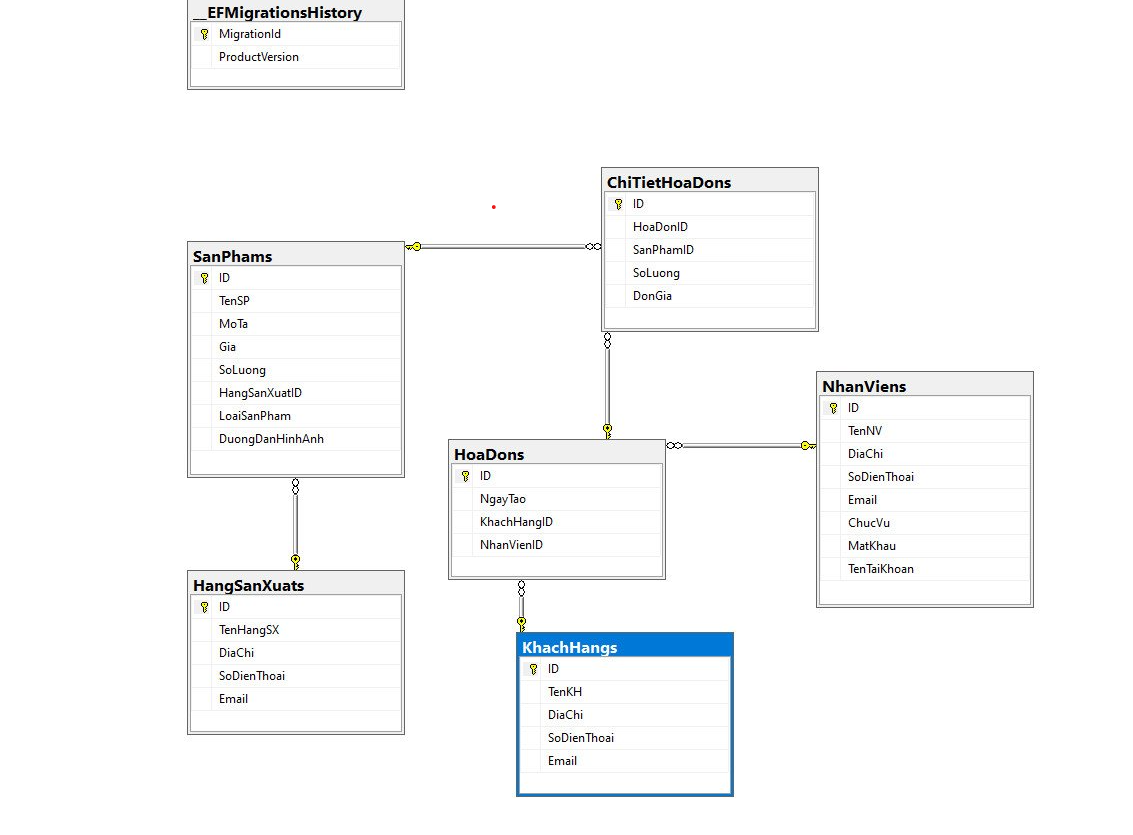 __EFMigrationsHistory
MigrationId
ProductVersion
ChiTietHoaDons
ID
HoaDonID
SanPhamID
SoLuong
DonGia
SanPhams
ID
TenSP
MoTa
Gia
SoLuong
HangSanXuatID
LoaiSanPham
DuongDanHinhAnh
NhanViens
ID
TenNV
DiaChi
SoDienThoai
Email
ChucVu
MatKhau
TenTaiKhoan
HoaDons
ID
NgayTao
KhachHangID
NhanVienID
HangSanXuats
ID
TenHangSX
DiaChi
SoDienThoai
Email
KhachHangs
ID
TenKH
DiaChi
SoDienThoai
Email